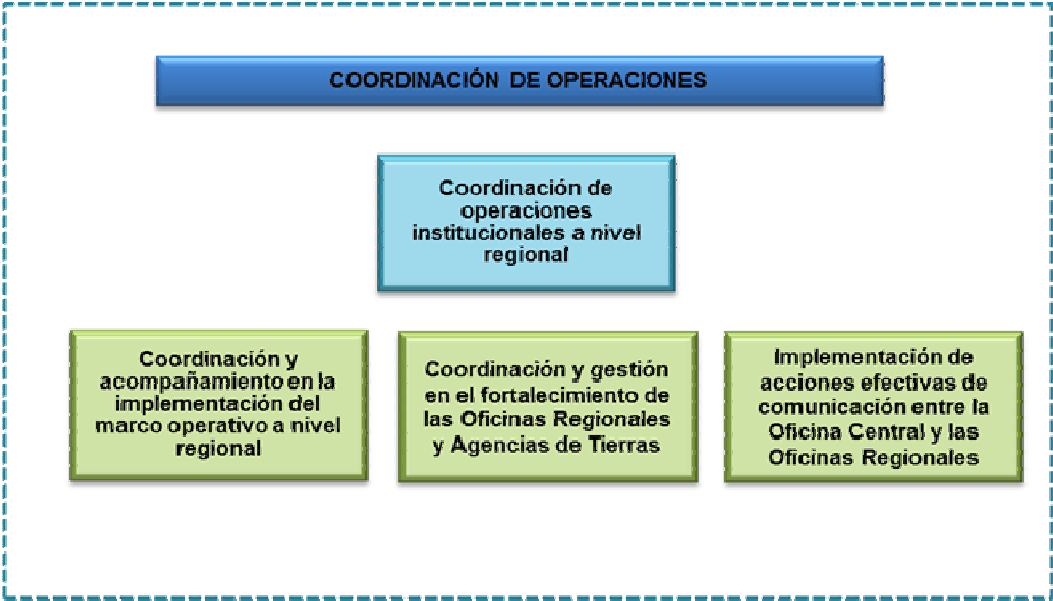 COORDINACIÓN DE OPERACIONES
Coordinación de
operaciones
institucionales a nivel
regional
Coordinación y
acompañamiento en la
implementación del
marco operativo a nivel
regional
Coordinación y gestión
en el fortalecimiento de
las Oficinas Regionales
y Agencias de Tierras
Implementación de
acciones efectivas de
comunicación entre la
Oficina Central y las
Oficinas Regionales